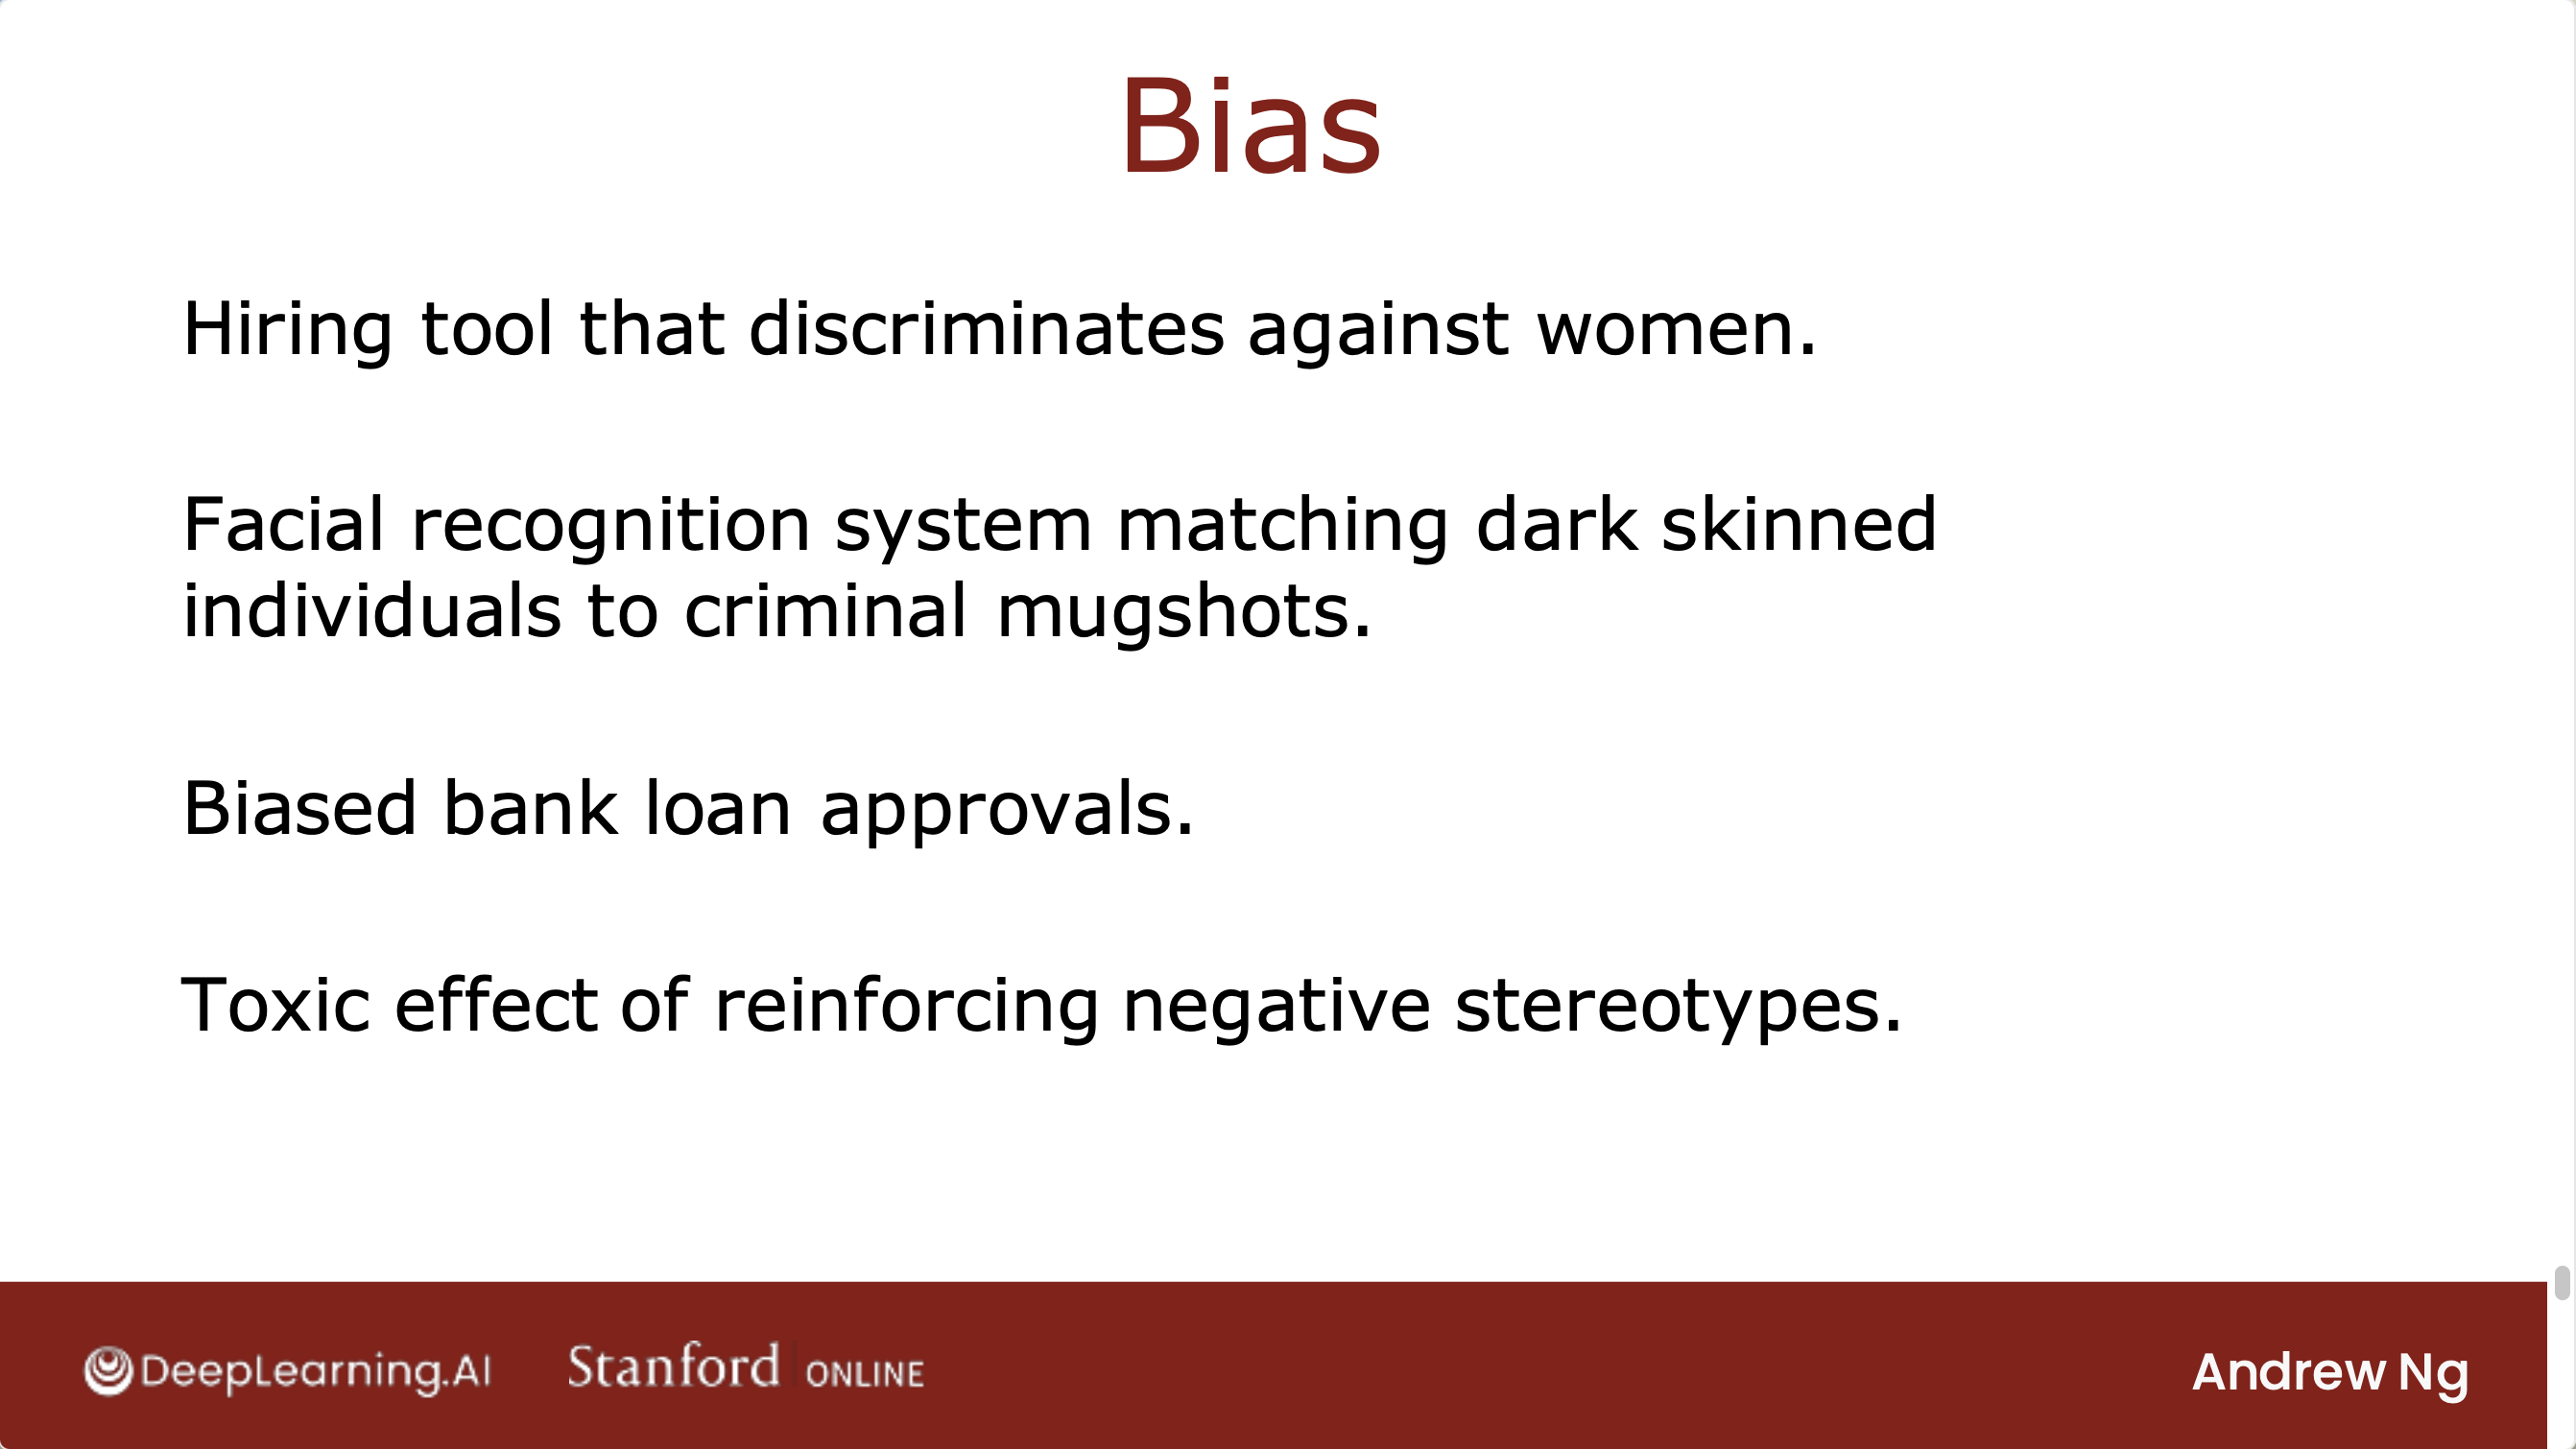 Bias
Hiring tool that discriminates against women.
Facial recognition system matching dark skinned
individuals to criminal mugshots.
Biased bank loan approvals.
Toxic effect of reinforcing negative stereotypes.
DeepLearning.AI Stanford ONLINE Andrew Ng